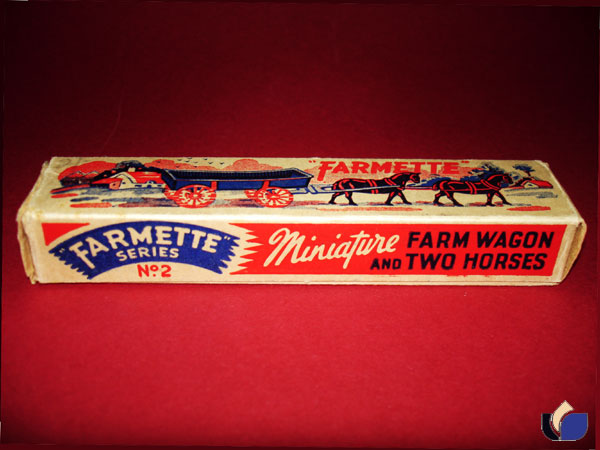 "FARMETTE"
"FARMETTE"
SERIES
Nº2
Miniature FARM WAGON
AND TWO HORSES